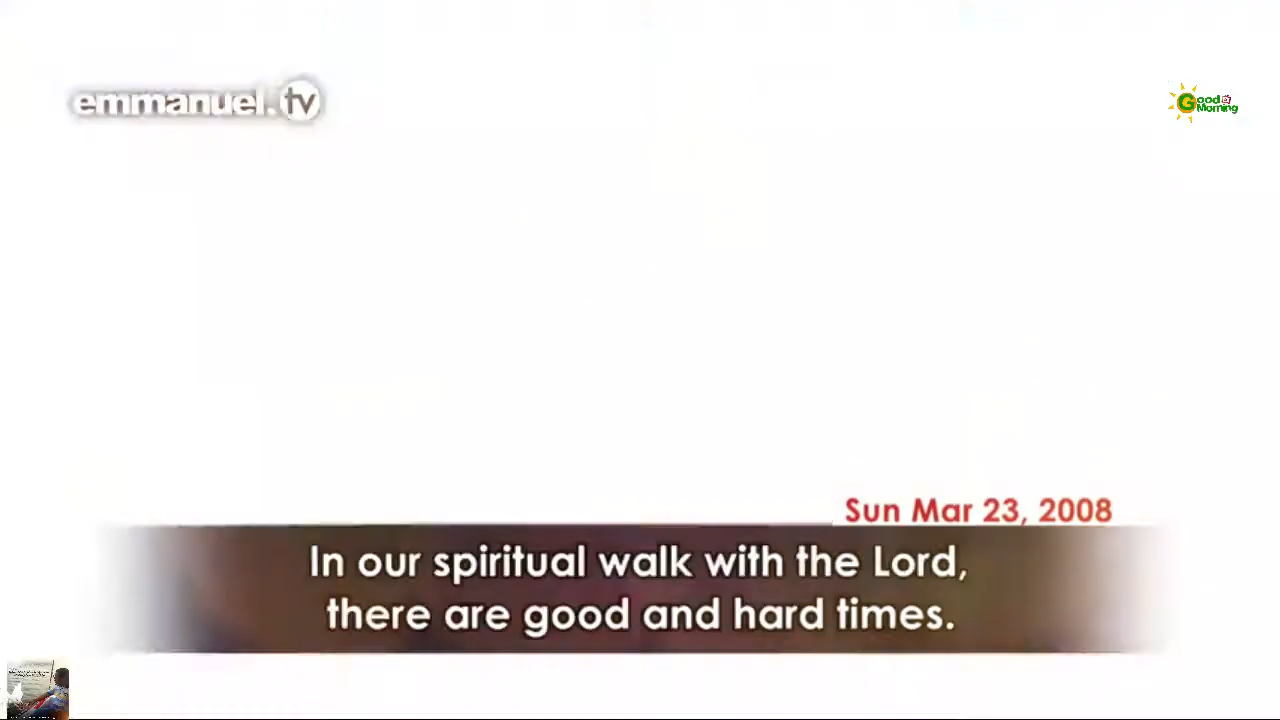 emmanuel.tv
Good
Morning
Sun Mar 23, 2008
In our spiritual walk with the Lord,
there are good and hard times.